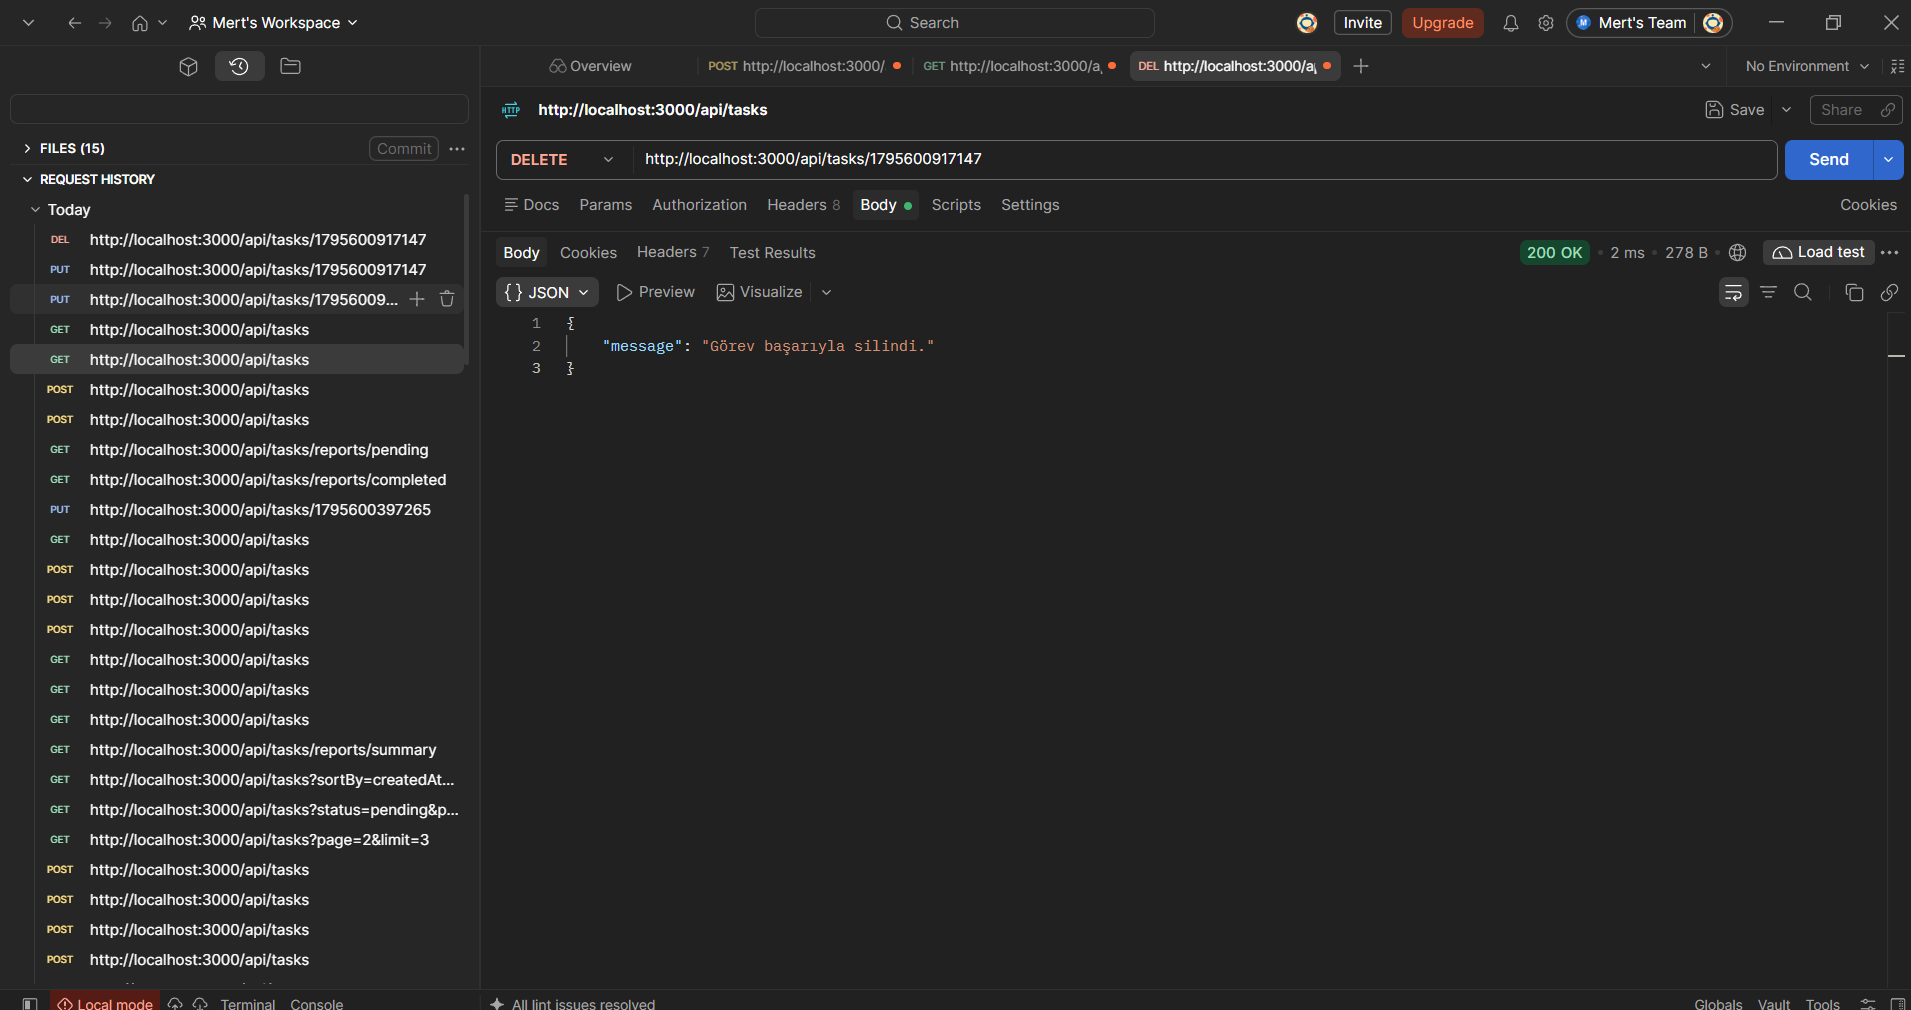 Mert's Workspace
Search
Invite
Upgrade
Mert's Team
Overview
POST http://localhost:3000/
GET http://localhost:3000/a
DEL http://localhost:3000/a
No Environment
HTTP http://localhost:3000/api/tasks
Save
Share
FILES (15)
Commit
DELETE
http://localhost:3000/api/tasks/1795600917147
Send
REQUEST HISTORY
Docs Params Authorization Headers 8 Body Scripts Settings
Cookies
Today
DEL http://localhost:3000/api/tasks/1795600917147
PUT http://localhost:3000/api/tasks/1795600917147
PUT http://localhost:3000/api/tasks/17956009...
GET http://localhost:3000/api/tasks
GET http://localhost:3000/api/tasks
POST http://localhost:3000/api/tasks
POST http://localhost:3000/api/tasks
GET http://localhost:3000/api/tasks/reports/pending
GET http://localhost:3000/api/tasks/reports/completed
PUT http://localhost:3000/api/tasks/1795600397265
GET http://localhost:3000/api/tasks
POST http://localhost:3000/api/tasks
POST http://localhost:3000/api/tasks
POST http://localhost:3000/api/tasks
GET http://localhost:3000/api/tasks
GET http://localhost:3000/api/tasks
GET http://localhost:3000/api/tasks
GET http://localhost:3000/api/tasks/reports/summary
GET http://localhost:3000/api/tasks?sortBy=createdAt...
GET http://localhost:3000/api/tasks?status=pending&p...
GET http://localhost:3000/api/tasks?page=2&limit=3
POST http://localhost:3000/api/tasks
POST http://localhost:3000/api/tasks
POST http://localhost:3000/api/tasks
POST http://localhost:3000/api/tasks
Body Cookies Headers 7 Test Results
200 OK • 2 ms • 278 B •
Load test
{} JSON
Preview
Visualize
1 {
2 "message": "Görev başarıyla silindi."
3 }
Local mode
Terminal
Console
All lint issues resolved
Globals
Vault
Tools